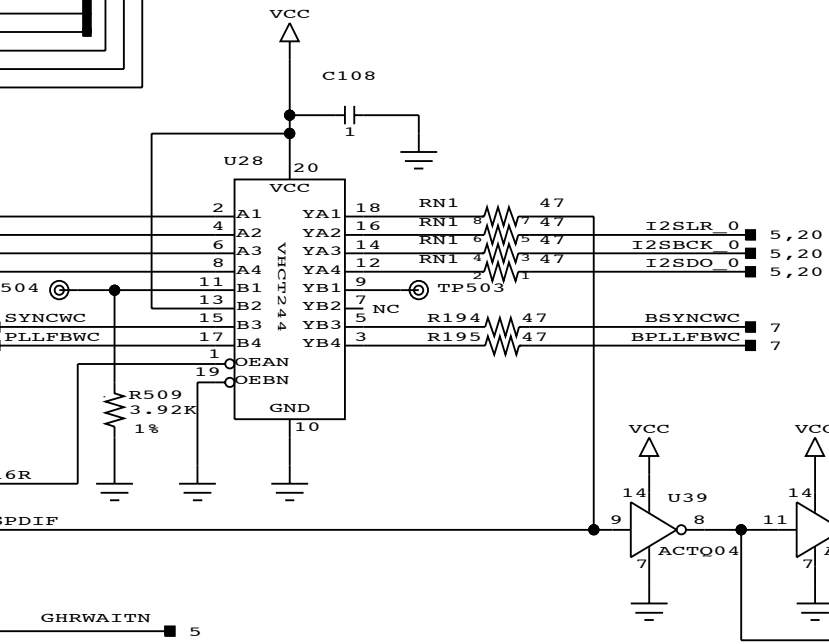 VCC
C108
1
U28
20
VCC
2 A1 YA1 18 RN1 8 7 47
4 A2 YA2 16 RN1 6 5 47 I2SLR_0 5,20
6 A3 YA3 14 RN1 4 3 47 I2SBCK_0 5,20
8 A4 YA4 12 RN1 2 1 47 I2SDO_0 5,20
504 11 B1 YB1 9 TP503
13 B2 YB2 7 NC
SYNCWC 15 B3 YB3 5 R194 47 BSYNCWC 7
PLLFBWC 17 B4 YB4 3 R195 47 BPLLFBWC 7
VHCT244
1 OEAN
19 OEBN
R509
3.92K
1%
GND
10
6R
SPDIF
VCC VCC
14 U39 14
9 8 11
ACTQ04
7 7
GHRWAITN 5